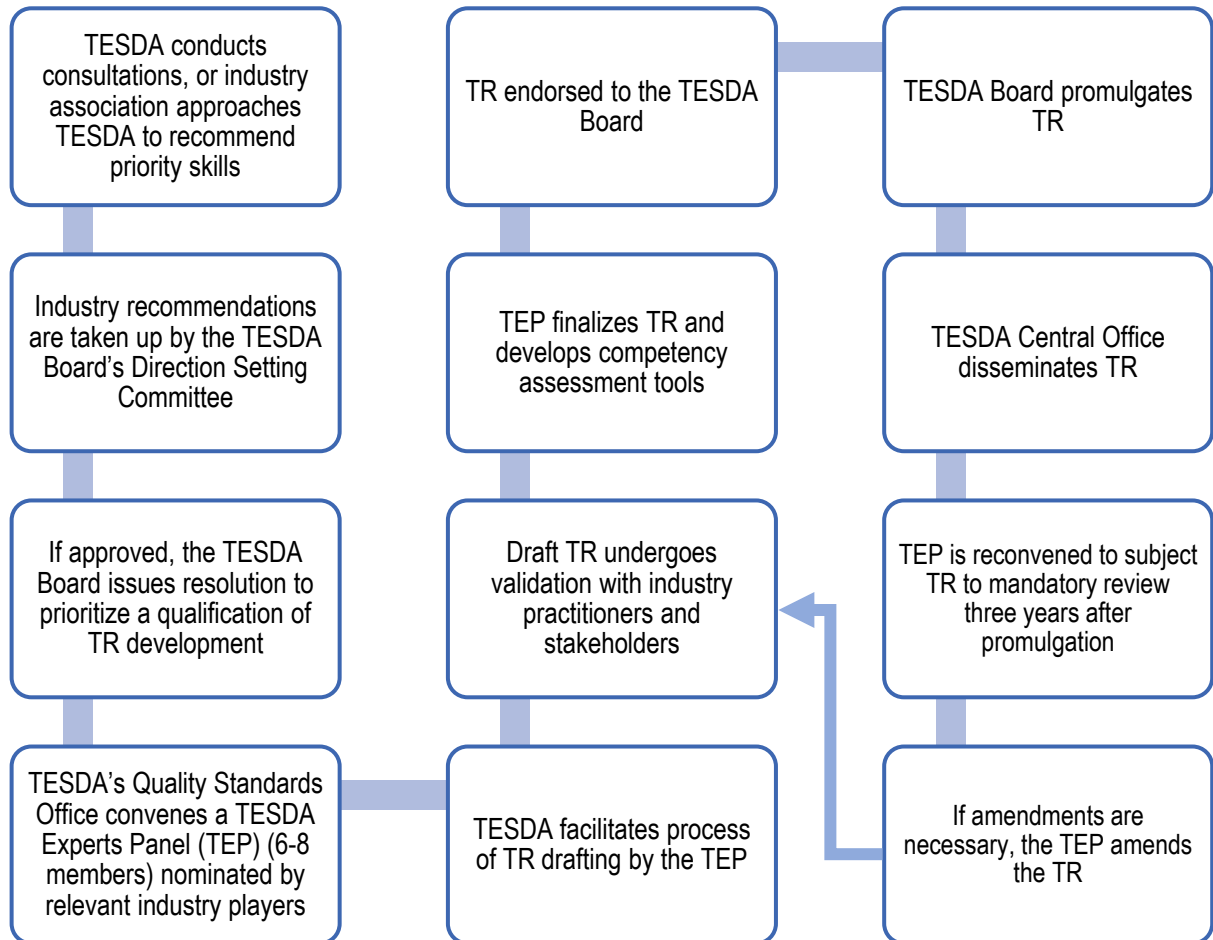 TESDA conducts
consultations, or industry
association approaches
TESDA to recommend
priority skills
Industry recommendations
are taken up by the TESDA
Board’s Direction Setting
Committee
If approved, the TESDA
Board issues resolution to
prioritize a qualification of
TR development
TESDA’s Quality Standards
Office convenes a TESDA
Experts Panel (TEP) (6-8
members) nominated by
relevant industry players
TESDA facilitates process
of TR drafting by the TEP
Draft TR undergoes
validation with industry
practitioners and
stakeholders
TEP finalizes TR and
develops competency
assessment tools
TR endorsed to the TESDA
Board
TESDA Board promulgates
TR
TESDA Central Office
disseminates TR
TEP is reconvened to subject
TR to mandatory review
three years after
promulgation
If amendments are
necessary, the TEP amends
the TR